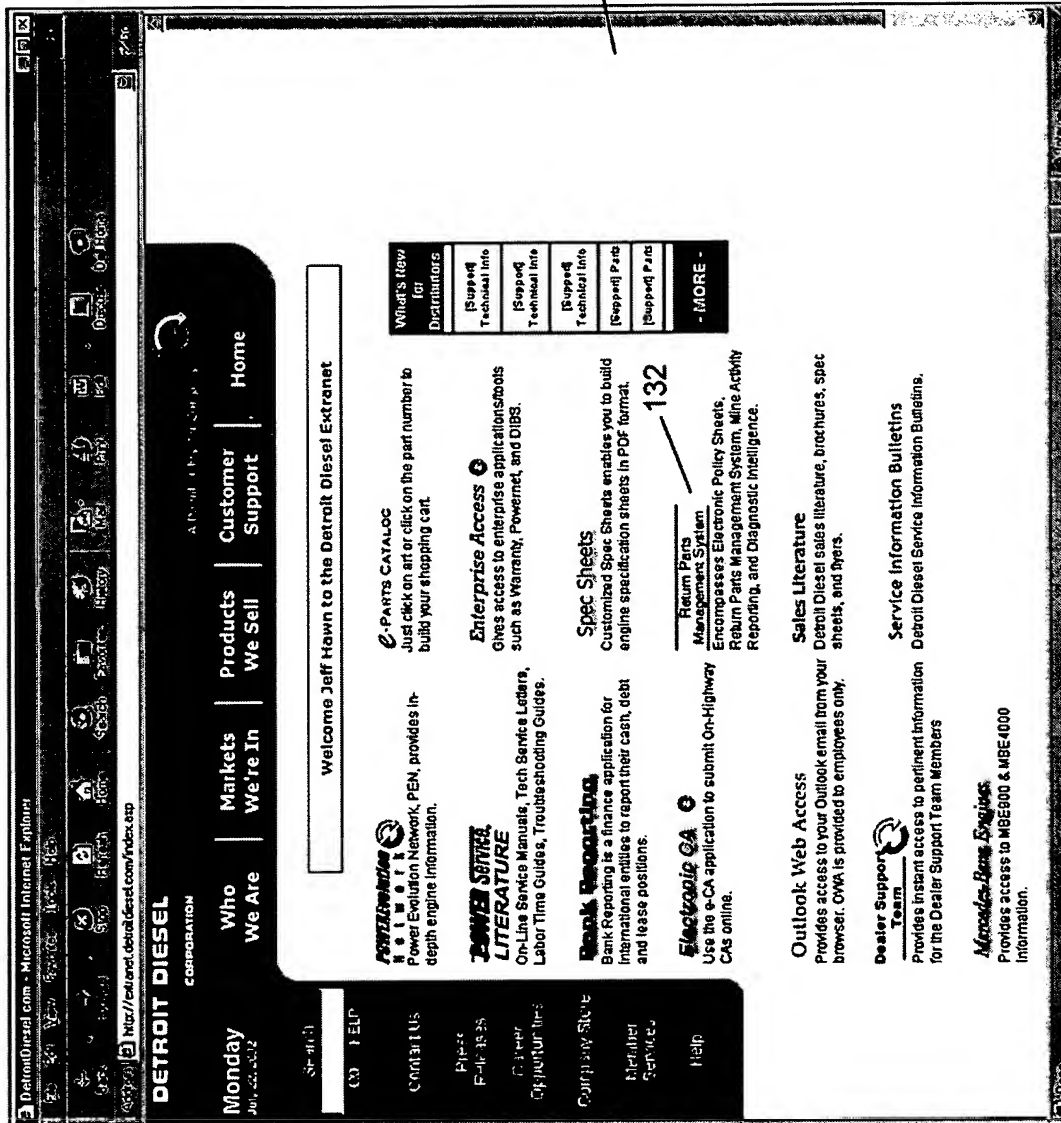 DetroitDiesel.com - Microsoft Internet Explorer
http://extranet.detroitdiesel.com/index.asp
DETROIT DIESEL
CORPORATION
Monday
Jul, 22, 2002
Who We Are
Markets We're In
Products We Sell
Customer Support
Home
Search
HELP
Contact Us
Press Releases
Career Opportunities
Company Store
Member Services
Help
Welcome Jeff Hawn to the Detroit Diesel Extranet
Network
Power Evolution Network, PEN, provides in-
depth engine information.
POWER Service
LITERATURE
On-Line Service Manuals, Tech Service Letters,
Labor Time Guides, Troubleshooting Guides.
Bank Reporting
Bank Reporting is a finance application for
International entities to report their cash, debt
and lease positions.
Electronic CA
Use the e-CA application to submit On-Highway
CAs online.
Outlook Web Access
Provides access to your Outlook email from your
browser. OWA is provided to employees only.
Dealer Support
Team
Provides instant access to pertinent information
for the Dealer Support Team Members
Mercedes-Benz Engines
Provides access to MBE900 & MBE4000
Information.
e-PARTS CATALOG
Just click on art or click on the part number to
build your shopping cart.
Enterprise Access
Gives access to enterprise applications/tools
such as Warranty, Powernet, and DIBS.
Spec Sheets
Customized Spec Sheets enables you to build
engine specification sheets in PDF format.
Return Parts
Management System
132
Encompasses Electronic Policy Sheets,
Return Parts Management System, Mine Activity
Reporting, and Diagnostic Intelligence.
Sales Literature
Detroit Diesel sales literature, brochures, spec
sheets, and flyers.
Service Information Bulletins
Detroit Diesel Service Information Bulletins.
What's New
for
Distributors
[Support]
Technical Info
[Support]
Technical Info
[Support]
Technical Info
[Support] Parts
[Support] Parts
- MORE -